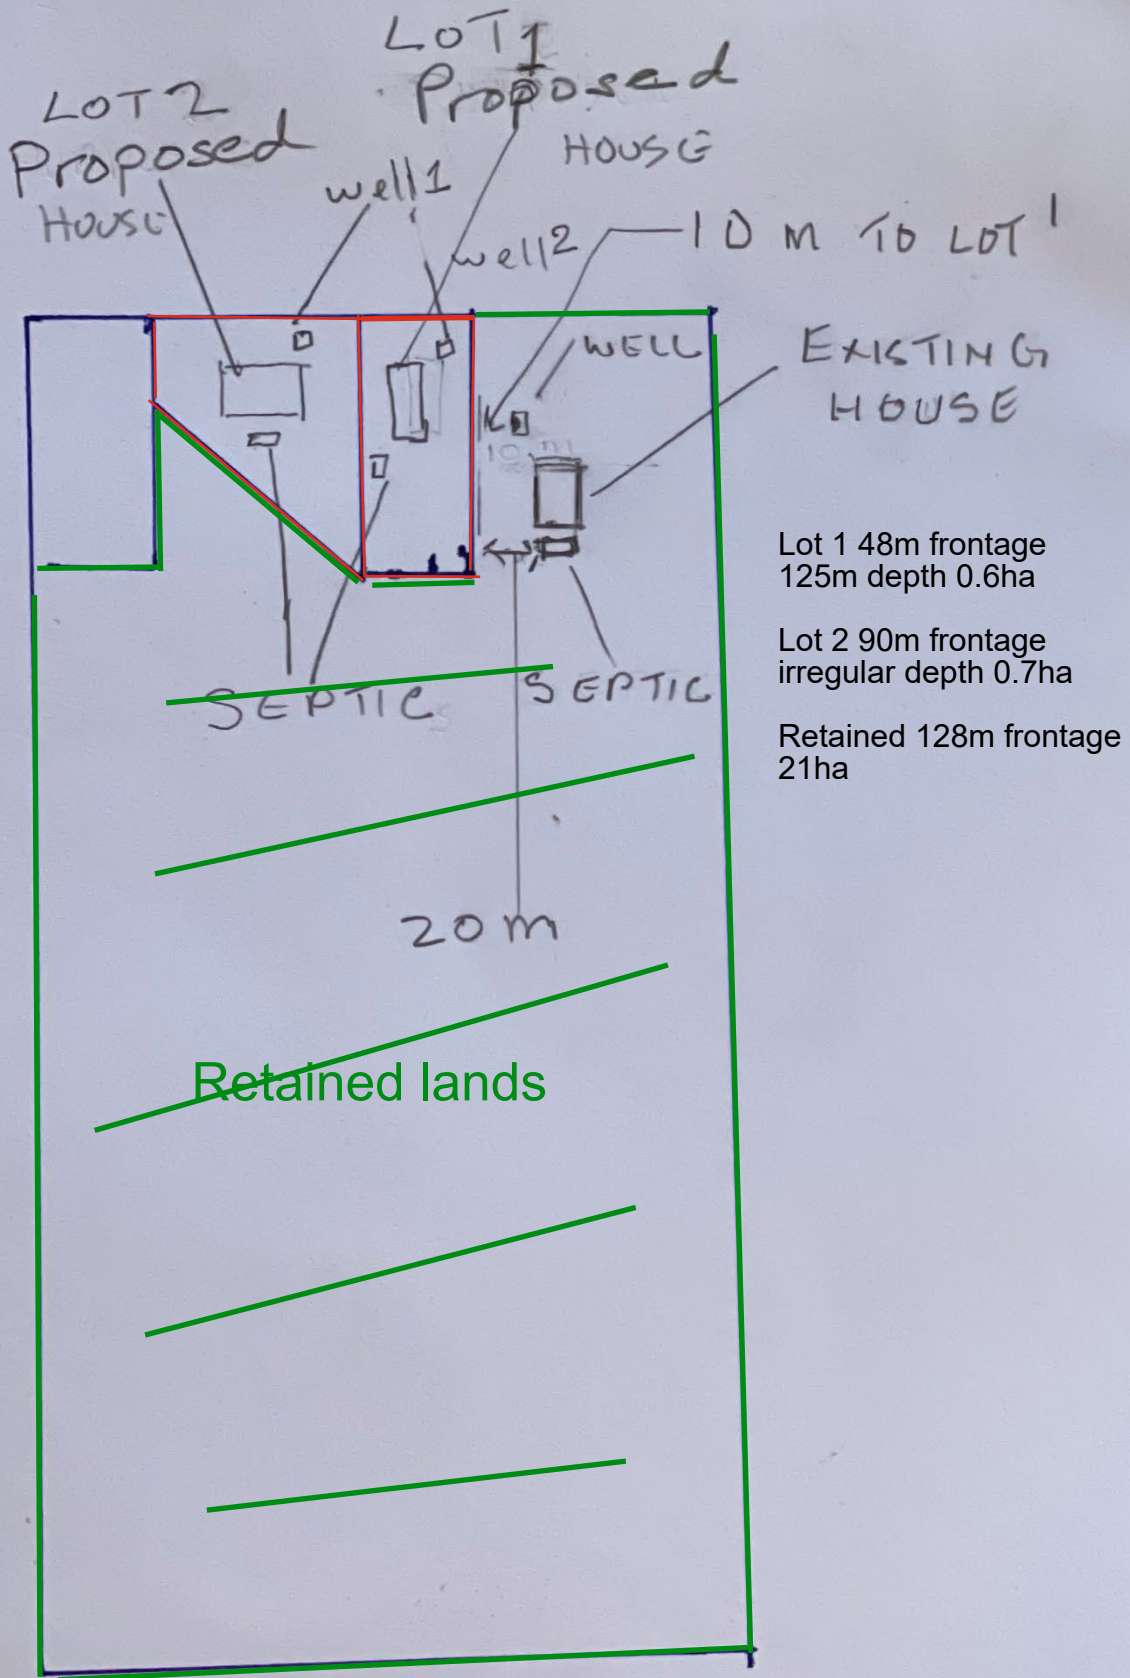 LOT 1
Proposed
HOUSE
LOT 2
Proposed
HOUSE
well 1
well 2
10 M TO LOT 1
WELL
EXISTING
HOUSE
10 m
Lot 1 48m frontage
125m depth 0.6ha
Lot 2 90m frontage
irregular depth 0.7ha
Retained 128m frontage
21ha
SEPTIC
SEPTIC
20 m
Retained lands